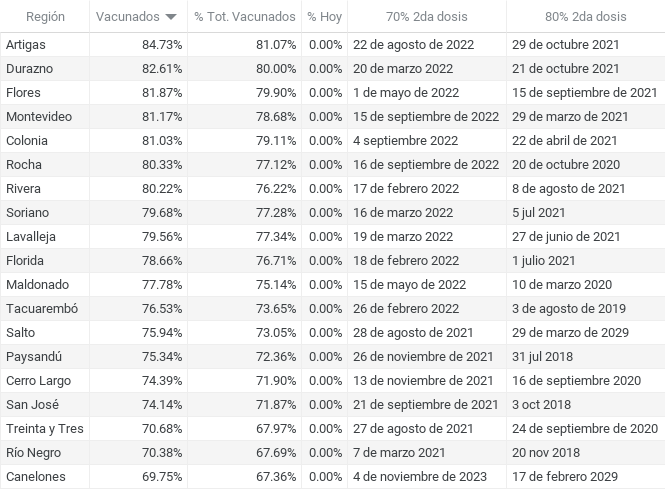 Región Vacunados % Tot. Vacunados % Hoy 70% 2da dosis 80% 2da dosis
Artigas 84.73% 81.07% 0.00% 22 de agosto de 2022 29 de octubre 2021
Durazno 82.61% 80.00% 0.00% 20 de marzo 2022 21 de octubre 2021
Flores 81.87% 79.90% 0.00% 1 de mayo de 2022 15 de septiembre de 2021
Montevideo 81.17% 78.68% 0.00% 15 de septiembre de 2022 29 de marzo de 2021
Colonia 81.03% 79.11% 0.00% 4 septiembre 2022 22 de abril de 2021
Rocha 80.33% 77.12% 0.00% 16 de septiembre de 2022 20 de octubre 2020
Rivera 80.22% 76.22% 0.00% 17 de febrero 2022 8 de agosto de 2021
Soriano 79.68% 77.28% 0.00% 16 de marzo 2022 5 jul 2021
Lavalleja 79.56% 77.34% 0.00% 19 de marzo 2022 27 de junio de 2021
Florida 78.66% 76.71% 0.00% 18 de febrero 2022 1 julio 2021
Maldonado 77.78% 75.14% 0.00% 15 de mayo de 2022 10 de marzo 2020
Tacuarembó 76.53% 73.65% 0.00% 26 de febrero 2022 3 de agosto de 2019
Salto 75.94% 73.05% 0.00% 28 de agosto de 2021 29 de marzo de 2029
Paysandú 75.34% 72.36% 0.00% 26 de noviembre de 2021 31 jul 2018
Cerro Largo 74.39% 71.90% 0.00% 13 de noviembre de 2021 16 de septiembre 2020
San José 74.14% 71.87% 0.00% 21 de septiembre de 2021 3 oct 2018
Treinta y Tres 70.68% 67.97% 0.00% 27 de agosto de 2021 24 de septiembre de 2020
Río Negro 70.38% 67.69% 0.00% 7 de marzo 2021 20 nov 2018
Canelones 69.75% 67.36% 0.00% 4 de noviembre de 2023 17 de febrero 2029